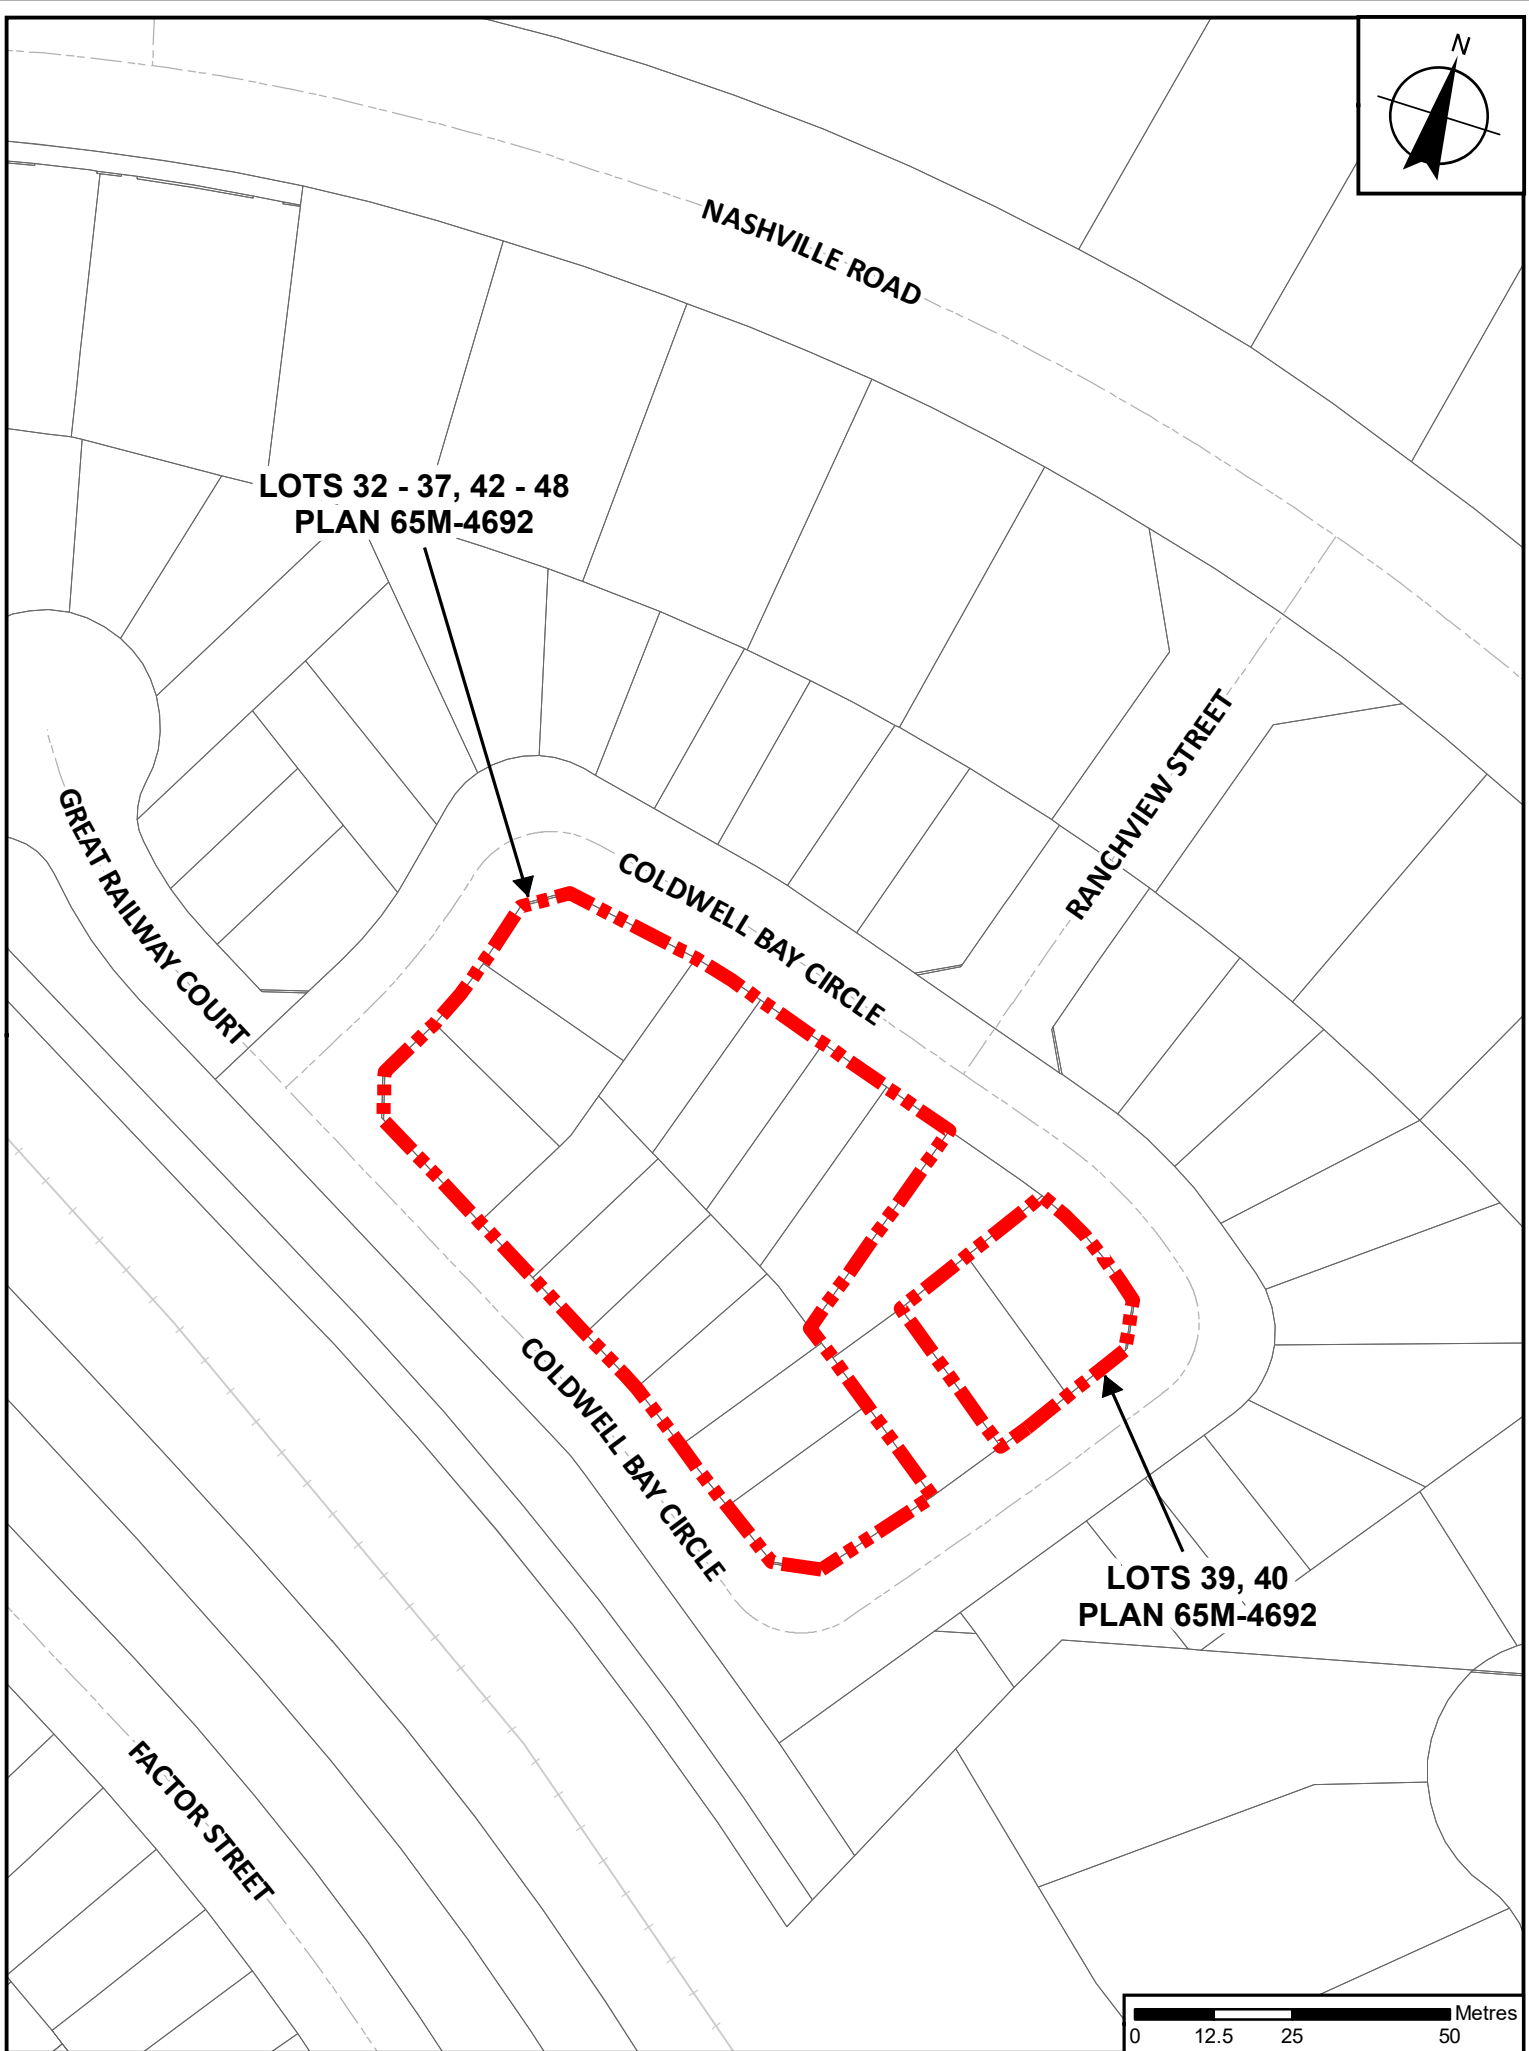 N
NASHVILLE ROAD
LOTS 32 - 37, 42 - 48
PLAN 65M-4692
RANCHVIEW STREET
GREAT RAILWAY COURT
COLDWELL BAY CIRCLE
COLDWELL BAY CIRCLE
LOTS 39, 40
PLAN 65M-4692
FACTOR STREET
Metres
0 12.5 25 50